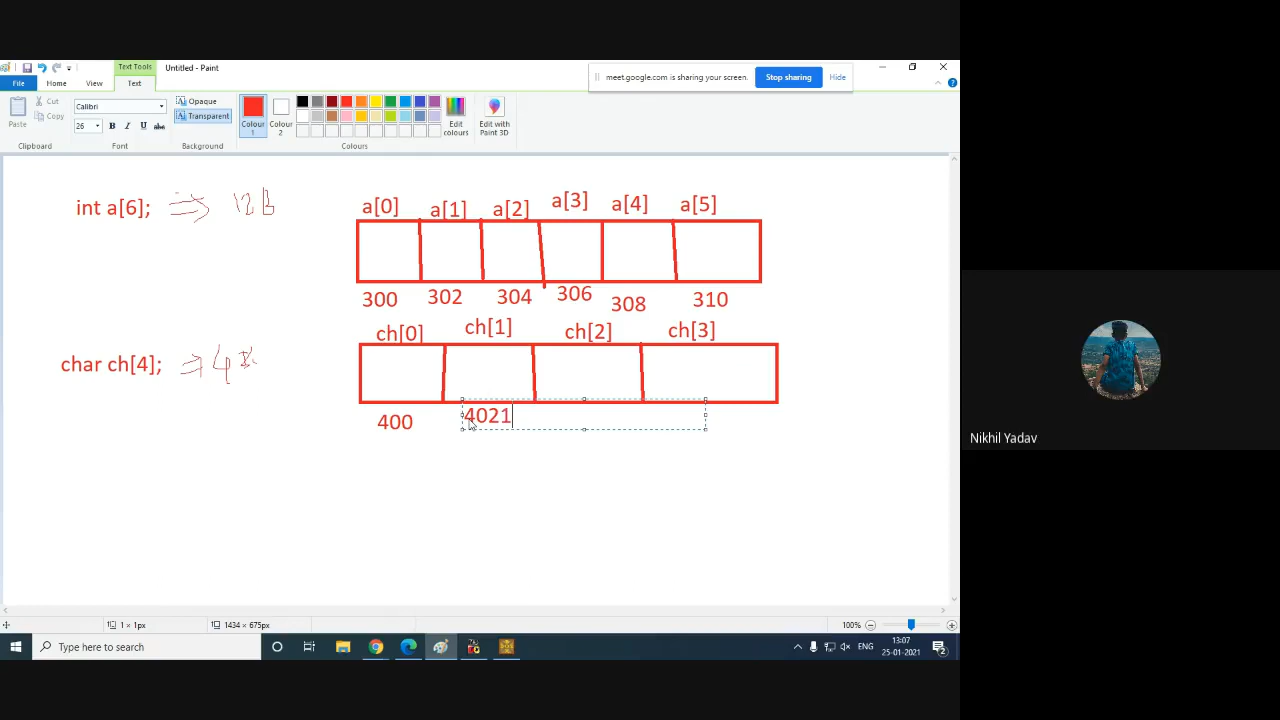 Text Tools
Untitled - Paint
meet.google.com is sharing your screen.
Stop sharing
Hide
File
Home
View
Text
Paste
Cut
Copy
Clipboard
Calibri
26
B
I
U
abc
Font
Opaque
Transparent
Background
Colour 1
Colour 2
Edit colours
Edit with Paint 3D
Colours
int a[6];
12B
a[0] a[1] a[2] a[3] a[4] a[5]
300 302 304 306 308 310
ch[0] ch[1] ch[2] ch[3]
char ch[4];
4
400 4021
Nikhil Yadav
1 × 1px
1434 × 675px
100%
Type here to search
ENG
13:07
25-01-2021
2